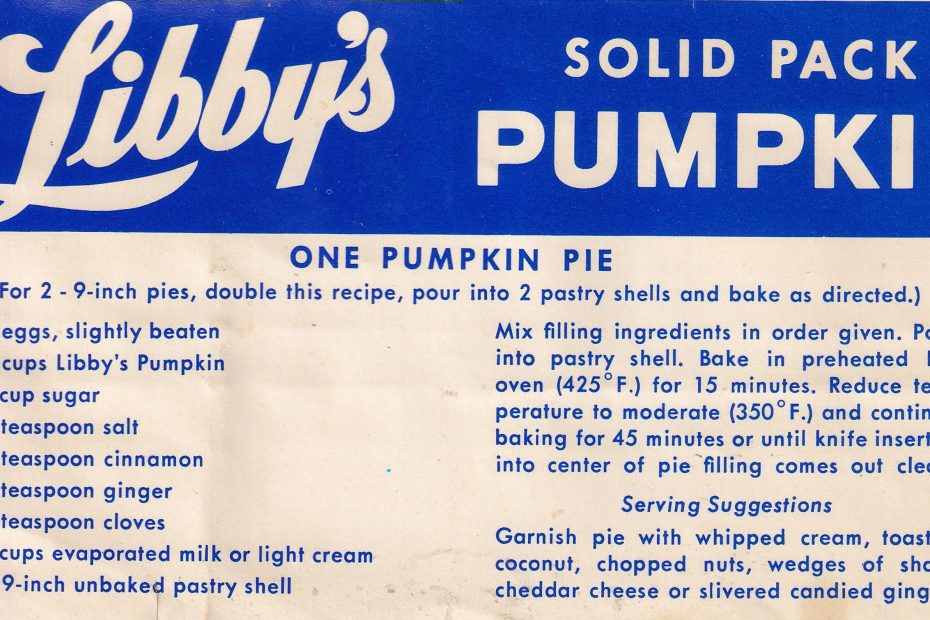 Libby's
SOLID PACK
PUMPKI
ONE PUMPKIN PIE
For 2 - 9-inch pies, double this recipe, pour into 2 pastry shells and bake as directed.)
eggs, slightly beaten
cups Libby's Pumpkin
cup sugar
teaspoon salt
teaspoon cinnamon
teaspoon ginger
teaspoon cloves
cups evaporated milk or light cream
9-inch unbaked pastry shell
Mix filling ingredients in order given. Po
into pastry shell. Bake in preheated
oven (425°F.) for 15 minutes. Reduce te
perature to moderate (350°F.) and contin
baking for 45 minutes or until knife insert
into center of pie filling comes out clea
Serving Suggestions
Garnish pie with whipped cream, toast
coconut, chopped nuts, wedges of sha
cheddar cheese or slivered candied ging